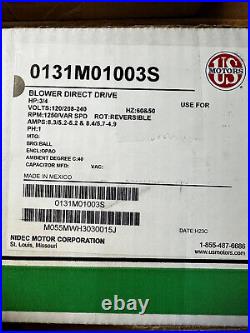 0131M01003S
US
MOTORS
BLOWER DIRECT DRIVE
HP:3/4
VOLTS:120/208-240 HZ:60&50
USE FOR
RPM:1250/VAR SPD ROT:REVERSIBLE
AMPS:8.3/5.2-5.2 & 8.4/5.7-4.9
PH:1
MTG:
BRG:BALL
ENCL:OPAO
AMBIENT DEGREE C:40
CAPACITOR MFD: VAC:
MADE IN MEXICO
0131M01003S
M055MWH3030015J
DATE H23C
NIDEC MOTOR CORPORATION
St. Louis, Missouri
1-855-487-6686
www.usmotors.com